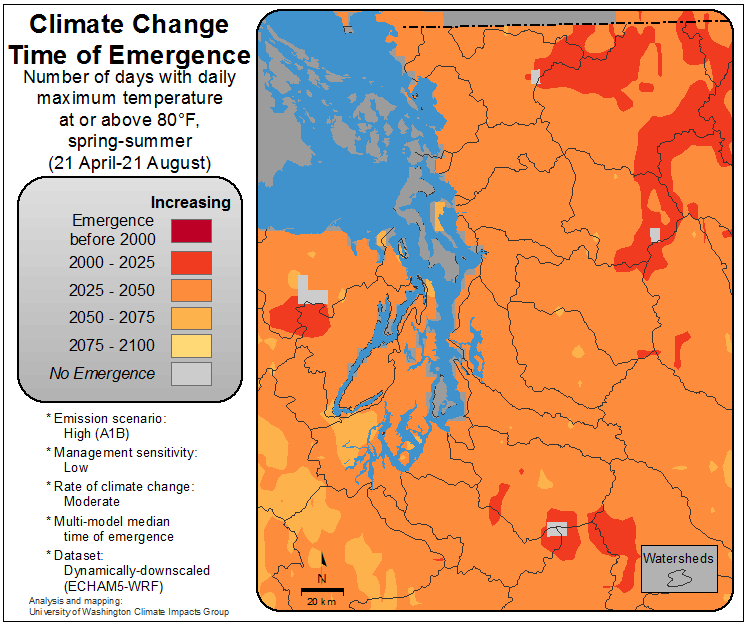 Climate Change
Time of Emergence
Number of days with daily
maximum temperature
at or above 80°F,
spring-summer
(21 April-21 August)
Increasing
Emergence
before 2000
2000 - 2025
2025 - 2050
2050 - 2075
2075 - 2100
No Emergence
* Emission scenario:
High (A1B)
* Management sensitivity:
Low
* Rate of climate change:
Moderate
* Multi-model median
time of emergence
* Dataset:
Dynamically-downscaled
(ECHAM5-WRF)
Analysis and mapping:
University of Washington Climate Impacts Group
N
20 km
Watersheds